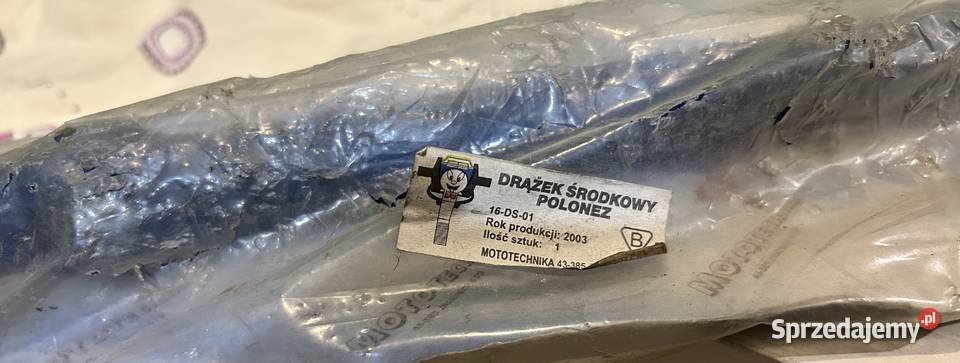 DRĄŻEK ŚRODKOWY
POLONEZ
16-DS-01
Rok produkcji: 2003
Ilość sztuk: 1
B
MOTOTECHNIKA 43-385
Sprzedajemy.pl